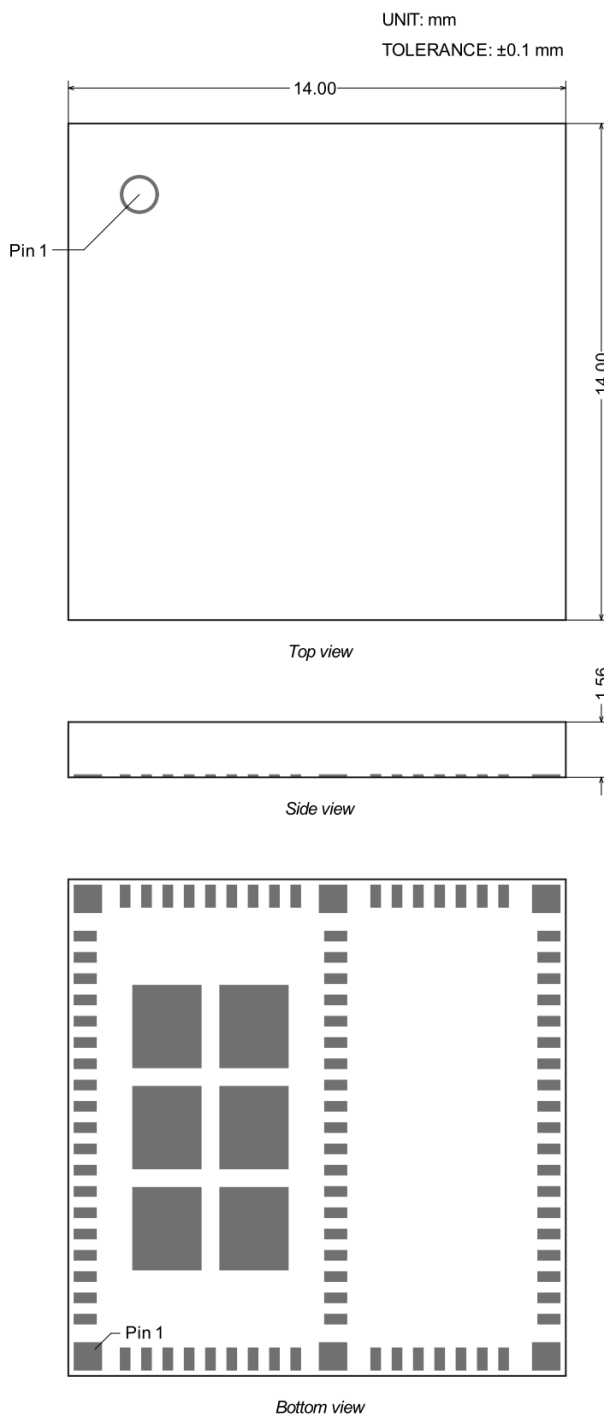 UNIT: mm
TOLERANCE: ±0.1 mm
14.00
Pin 1
14.00
Top view
1.56
Side view
Pin 1
Bottom view